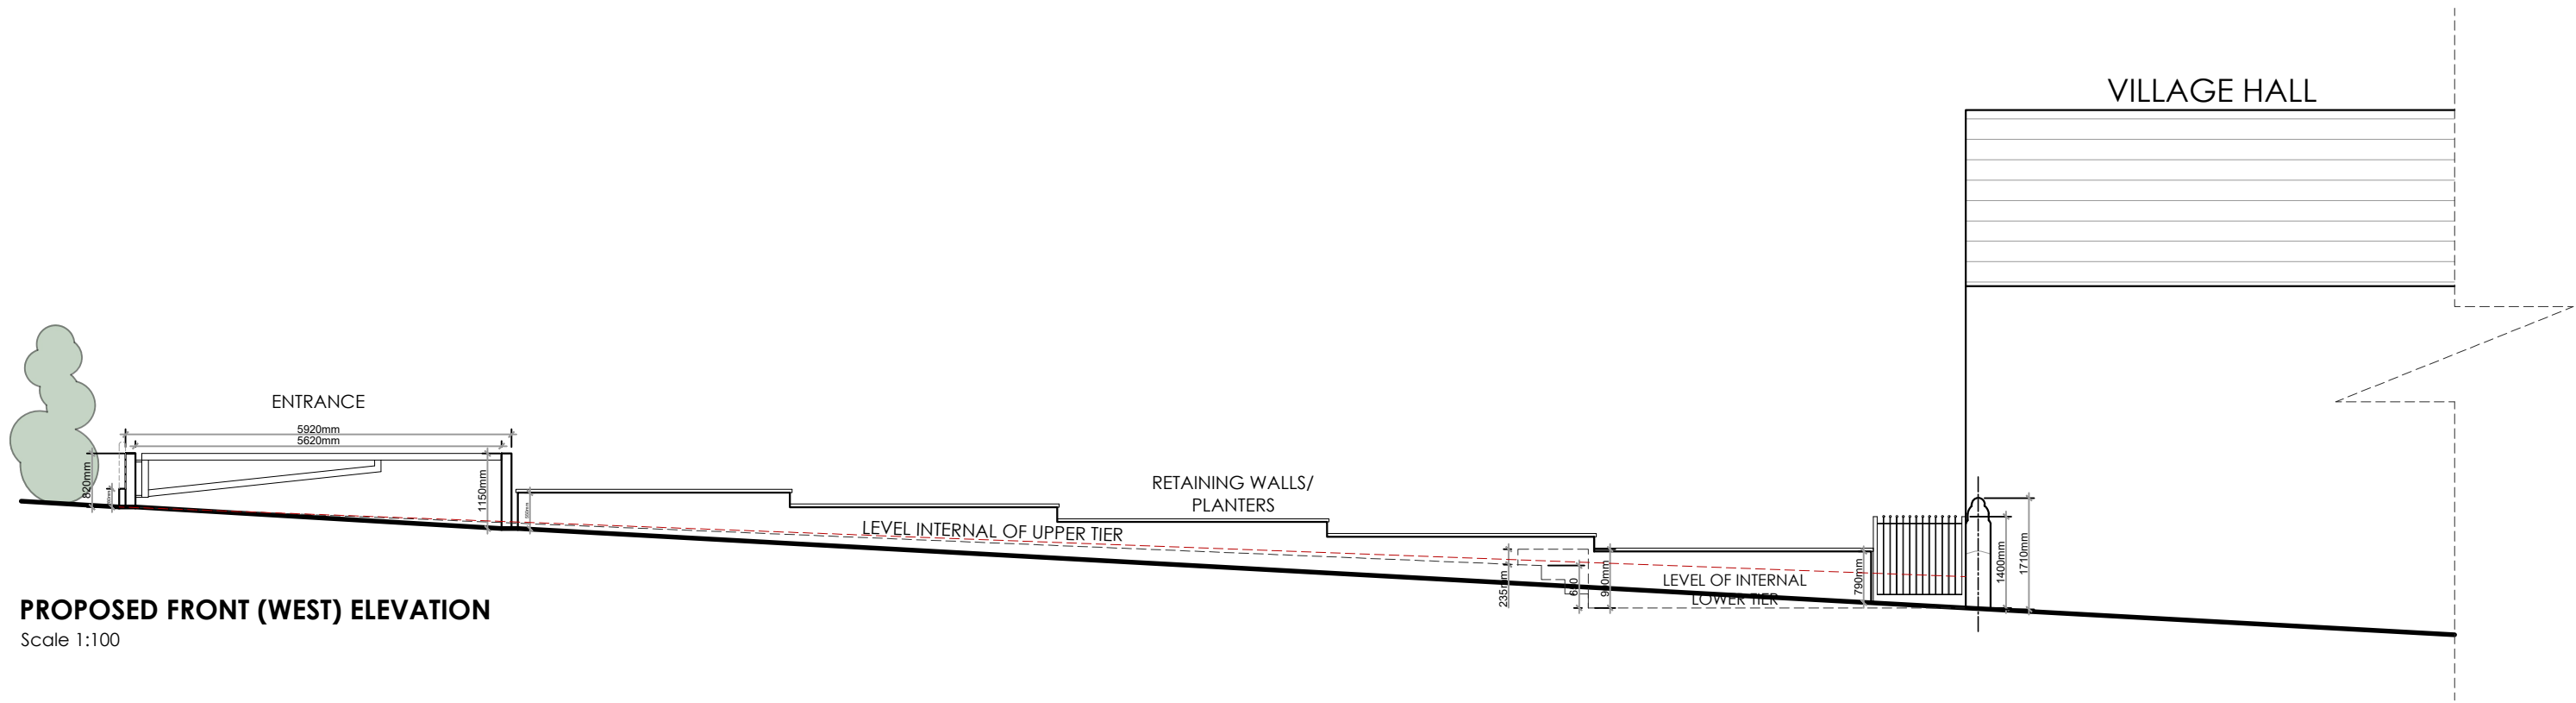 VILLAGE HALL
ENTRANCE
5920mm
5620mm
820mm
1150mm
RETAINING WALLS/
PLANTERS
LEVEL INTERNAL OF UPPER TIER
235mm
900mm
LEVEL OF INTERNAL
LOWER TIER
790mm
1400mm
1710mm
PROPOSED FRONT (WEST) ELEVATION
Scale 1:100